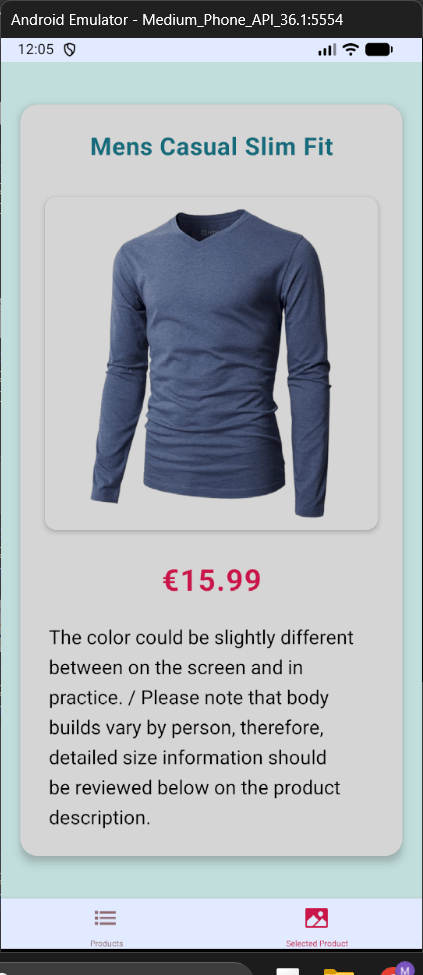 Android Emulator - Medium_Phone_API_36.1:5554
12:05
Mens Casual Slim Fit
€15.99
The color could be slightly different
between on the screen and in
practice. / Please note that body
builds vary by person, therefore,
detailed size information should
be reviewed below on the product
description.
Products
Selected Product
M